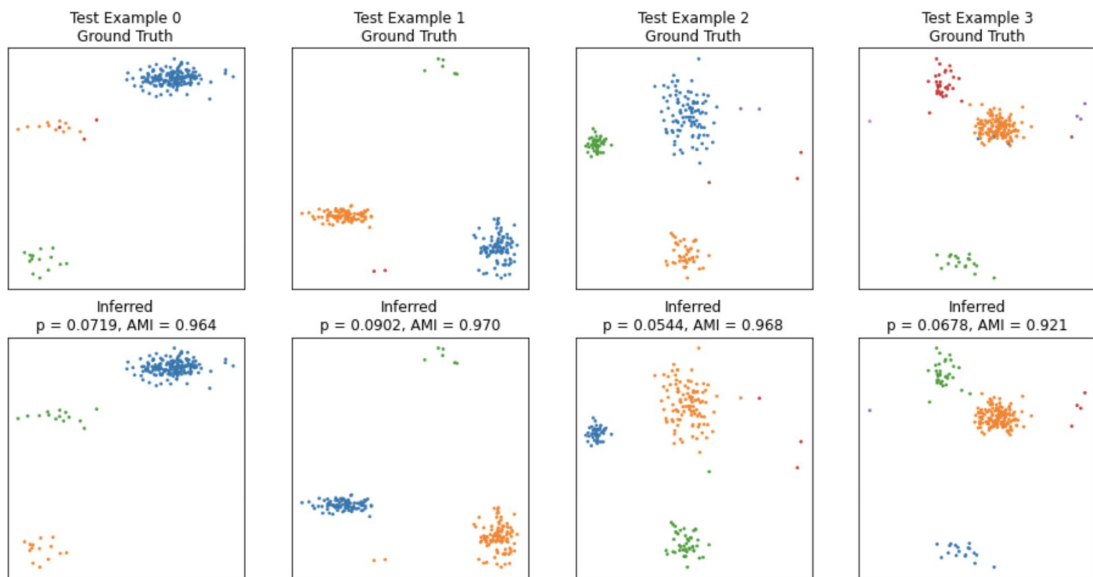 Test Example 0
Ground Truth
Test Example 1
Ground Truth
Test Example 2
Ground Truth
Test Example 3
Ground Truth
Inferred
p = 0.0719, AMI = 0.964
Inferred
p = 0.0902, AMI = 0.970
Inferred
p = 0.0544, AMI = 0.968
Inferred
p = 0.0678, AMI = 0.921